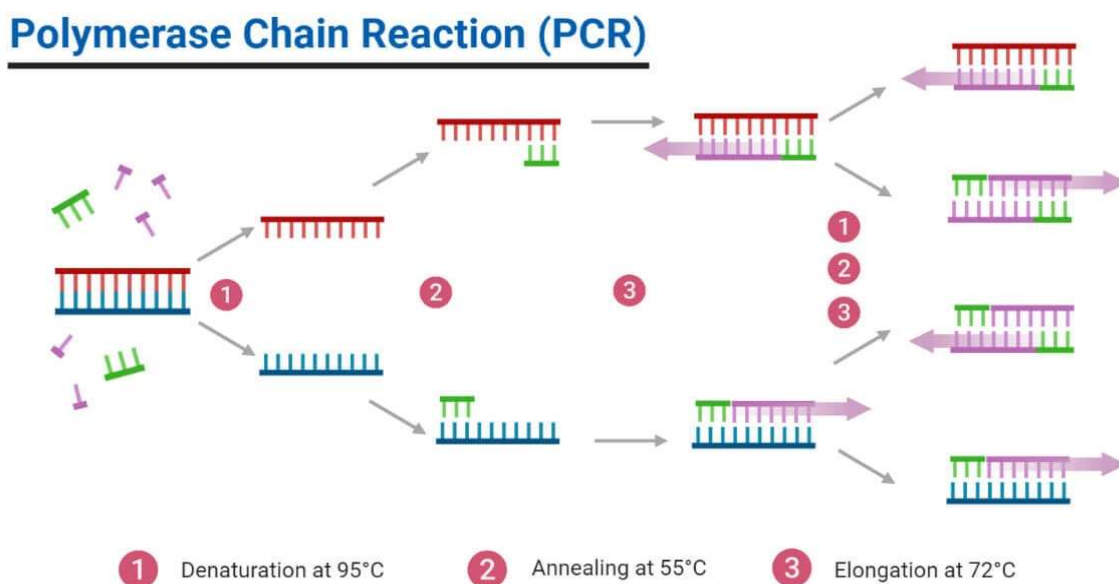 Polymerase Chain Reaction (PCR)
1
2
3
1
2
3
1 Denaturation at 95°C
2 Annealing at 55°C
3 Elongation at 72°C